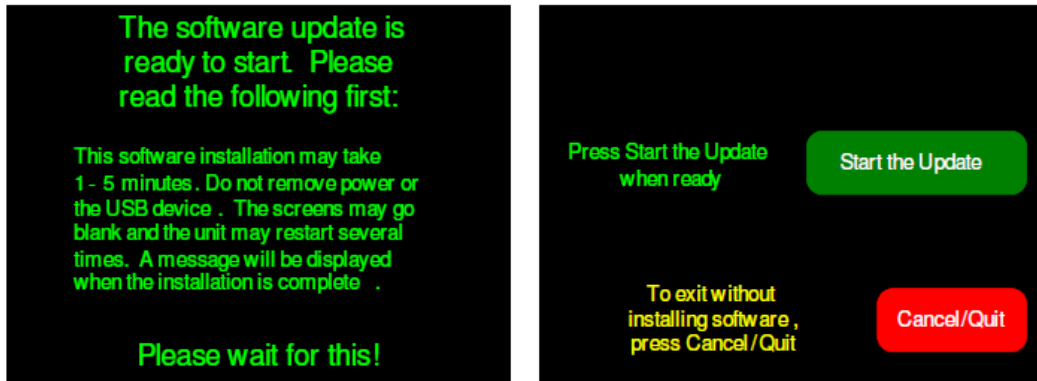 The software update is
ready to start. Please
read the following first:
This software installation may take
1 - 5 minutes. Do not remove power or
the USB device . The screens may go
blank and the unit may restart several
times. A message will be displayed
when the installation is complete .
Please wait for this!
Press Start the Update
when ready
Start the Update
To exit without
installing software ,
press Cancel/Quit
Cancel/Quit